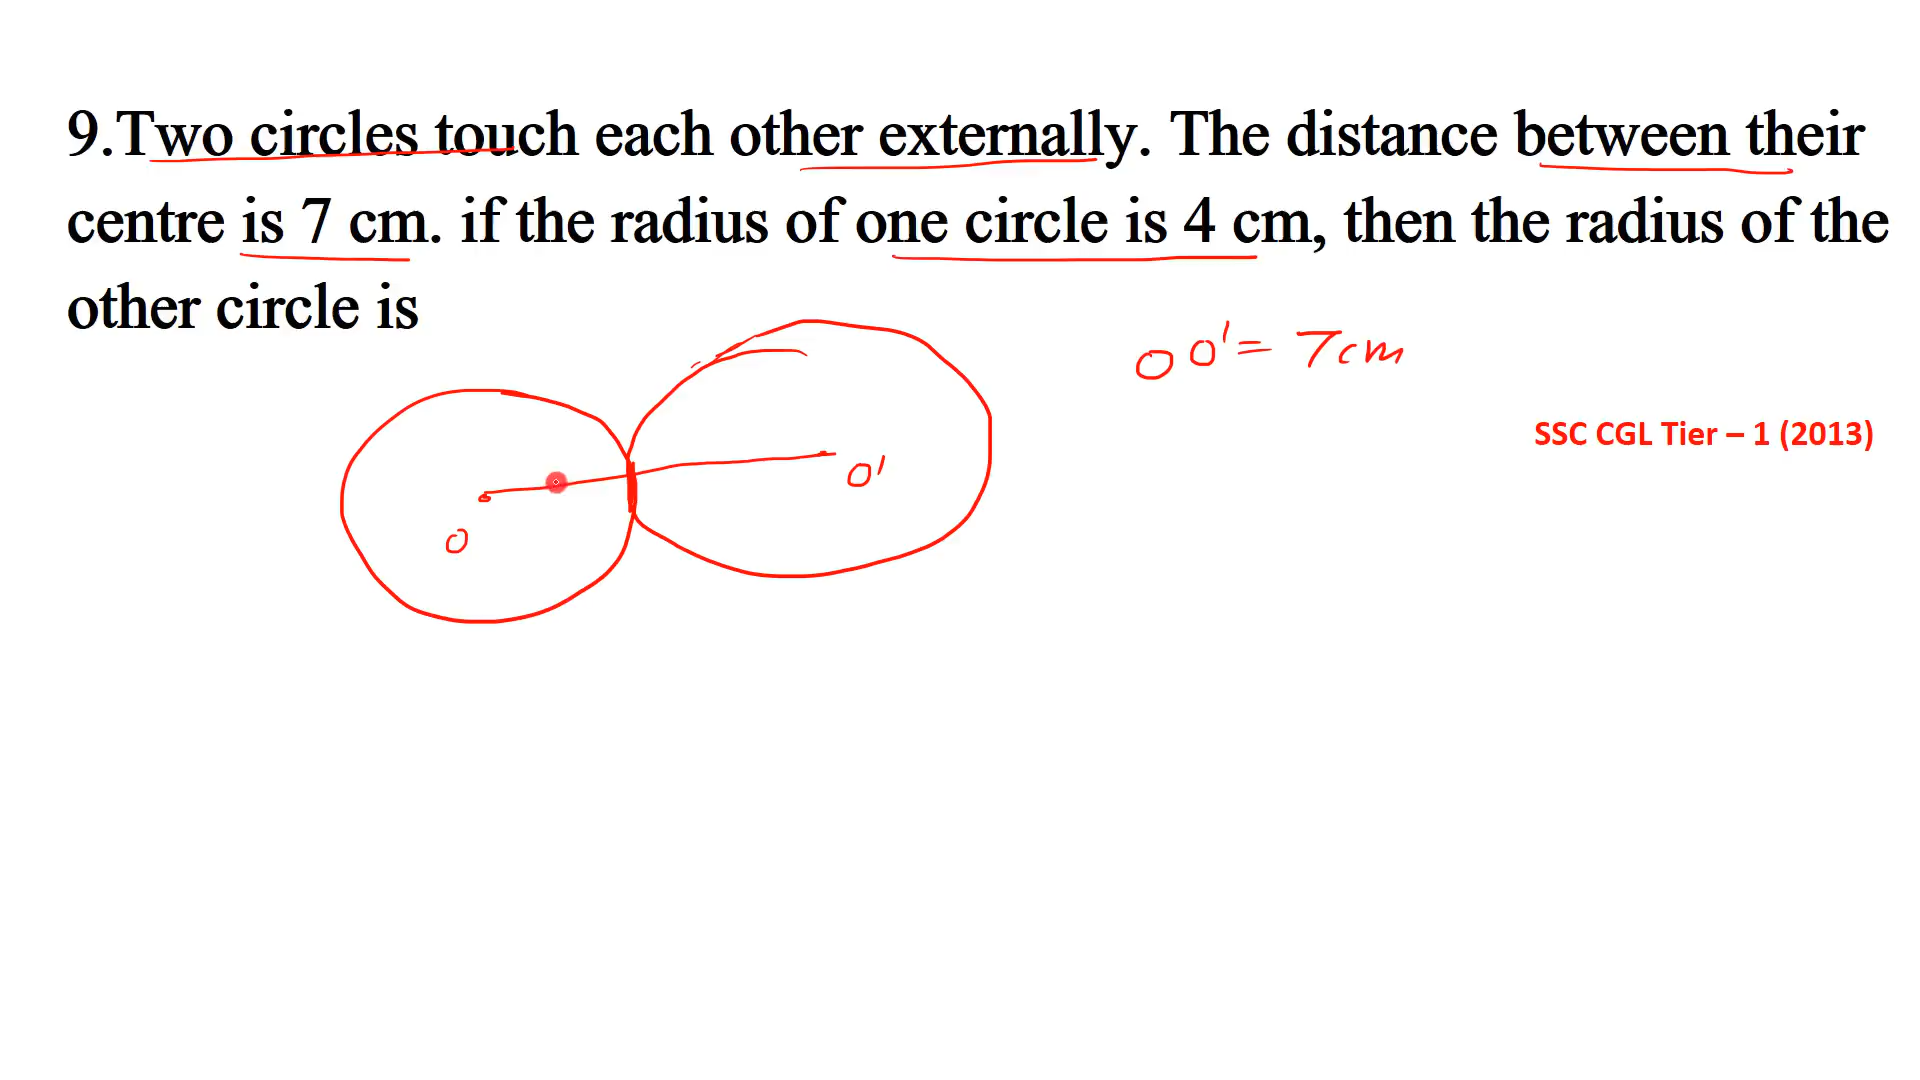 9.Two circles touch each other externally. The distance between their
centre is 7 cm. if the radius of one circle is 4 cm, then the radius of the
other circle is
OO'= 7cm
SSC CGL Tier – 1 (2013)
O'
O